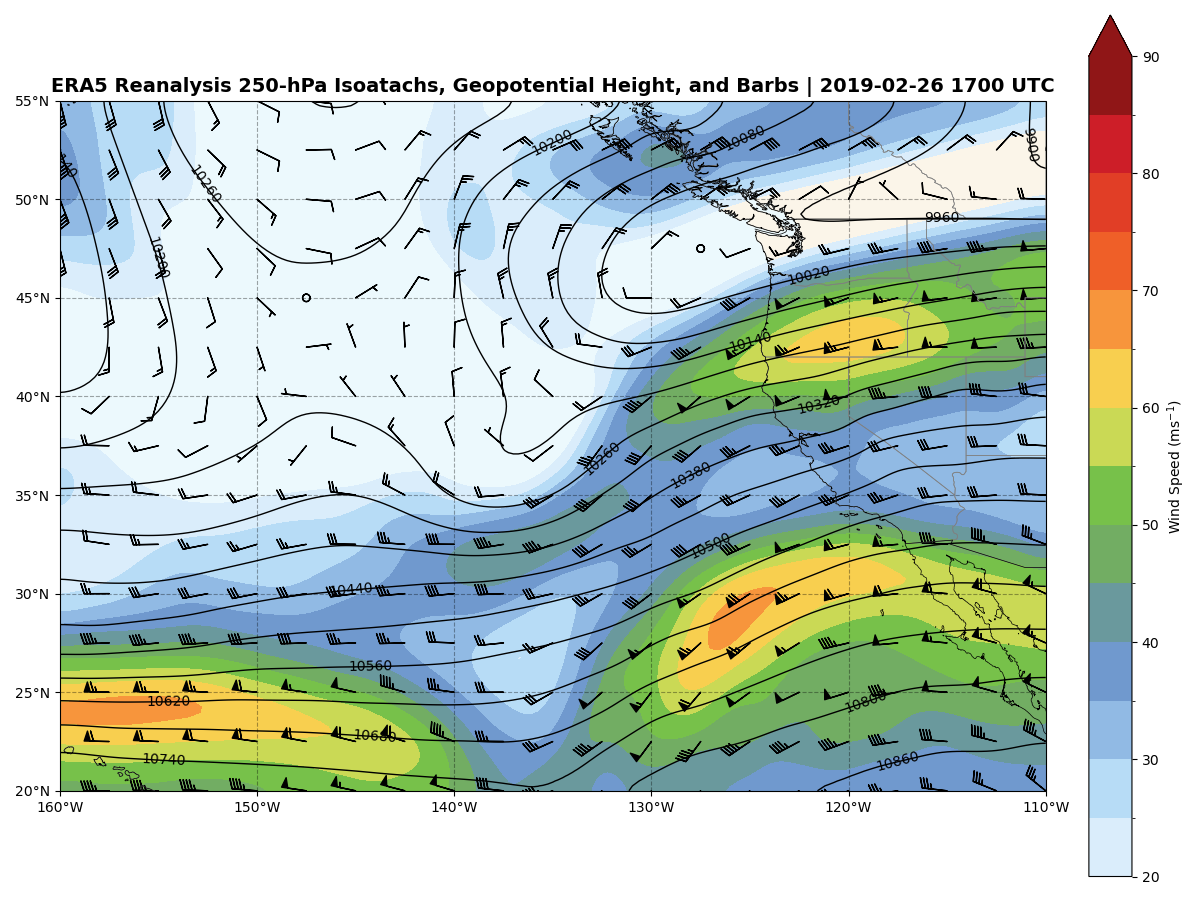 ERA5 Reanalysis 250-hPa Isoatachs, Geopotential Height, and Barbs | 2019-02-26 1700 UTC
55°N
50°N
45°N
40°N
35°N
30°N
25°N
20°N
160°W
150°W
140°W
130°W
120°W
110°W
10200
10080
9900
10260
10200
9960
10020
10140
10320
10260
10380
10500
10440
10560
10620
10680
10740
10800
10860
90
80
70
60
50
40
30
20
Wind Speed (ms⁻¹)